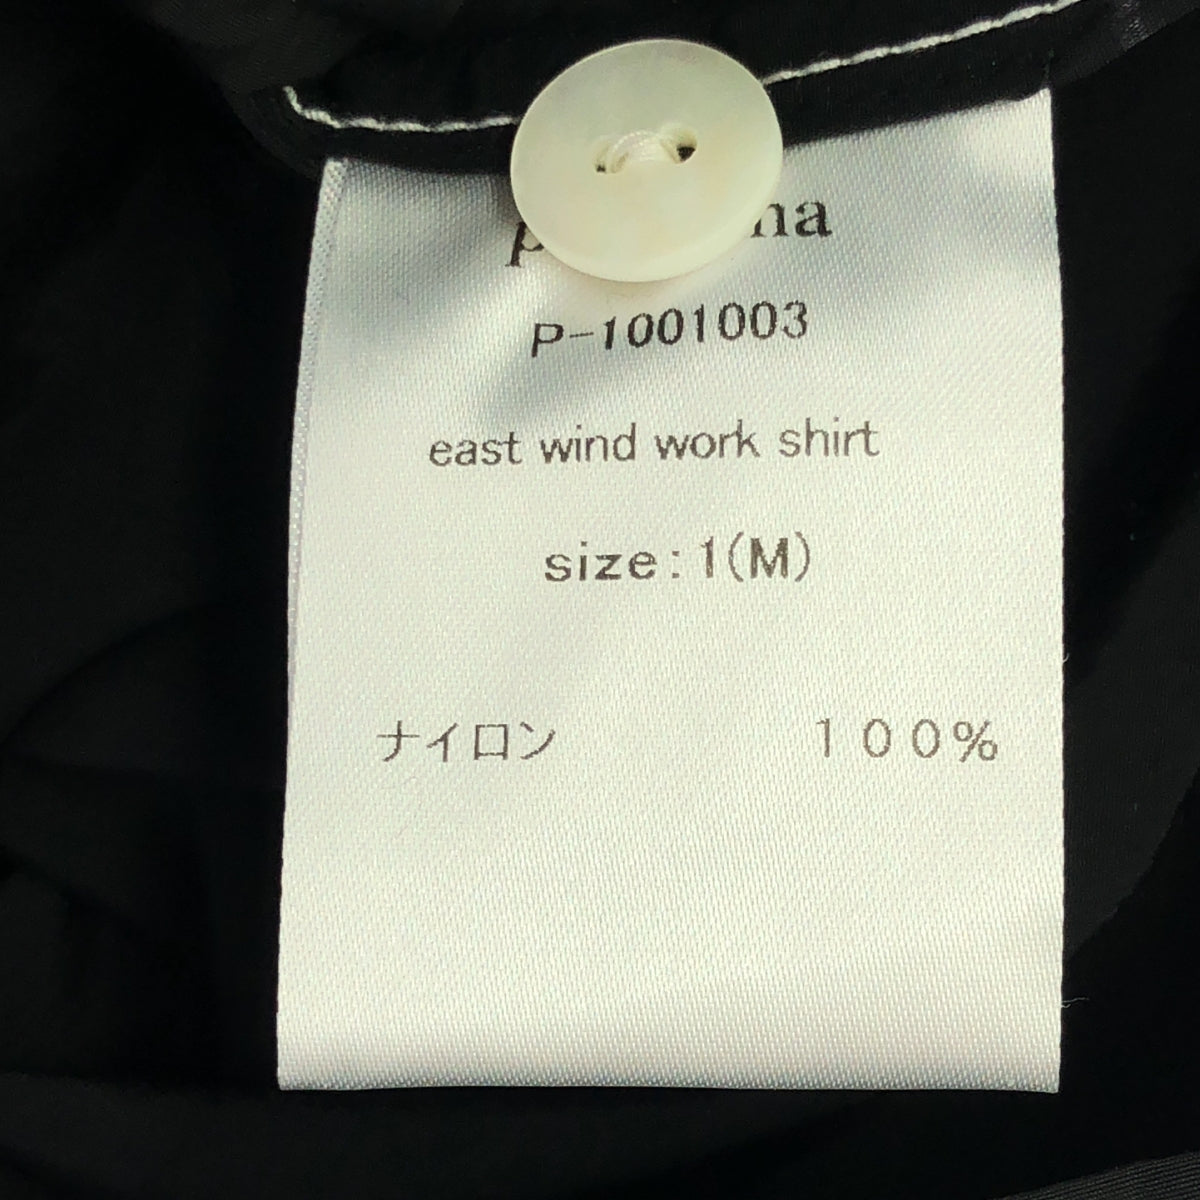 P-1001003
east wind work shirt
size:1(M)
ナイロン 100%